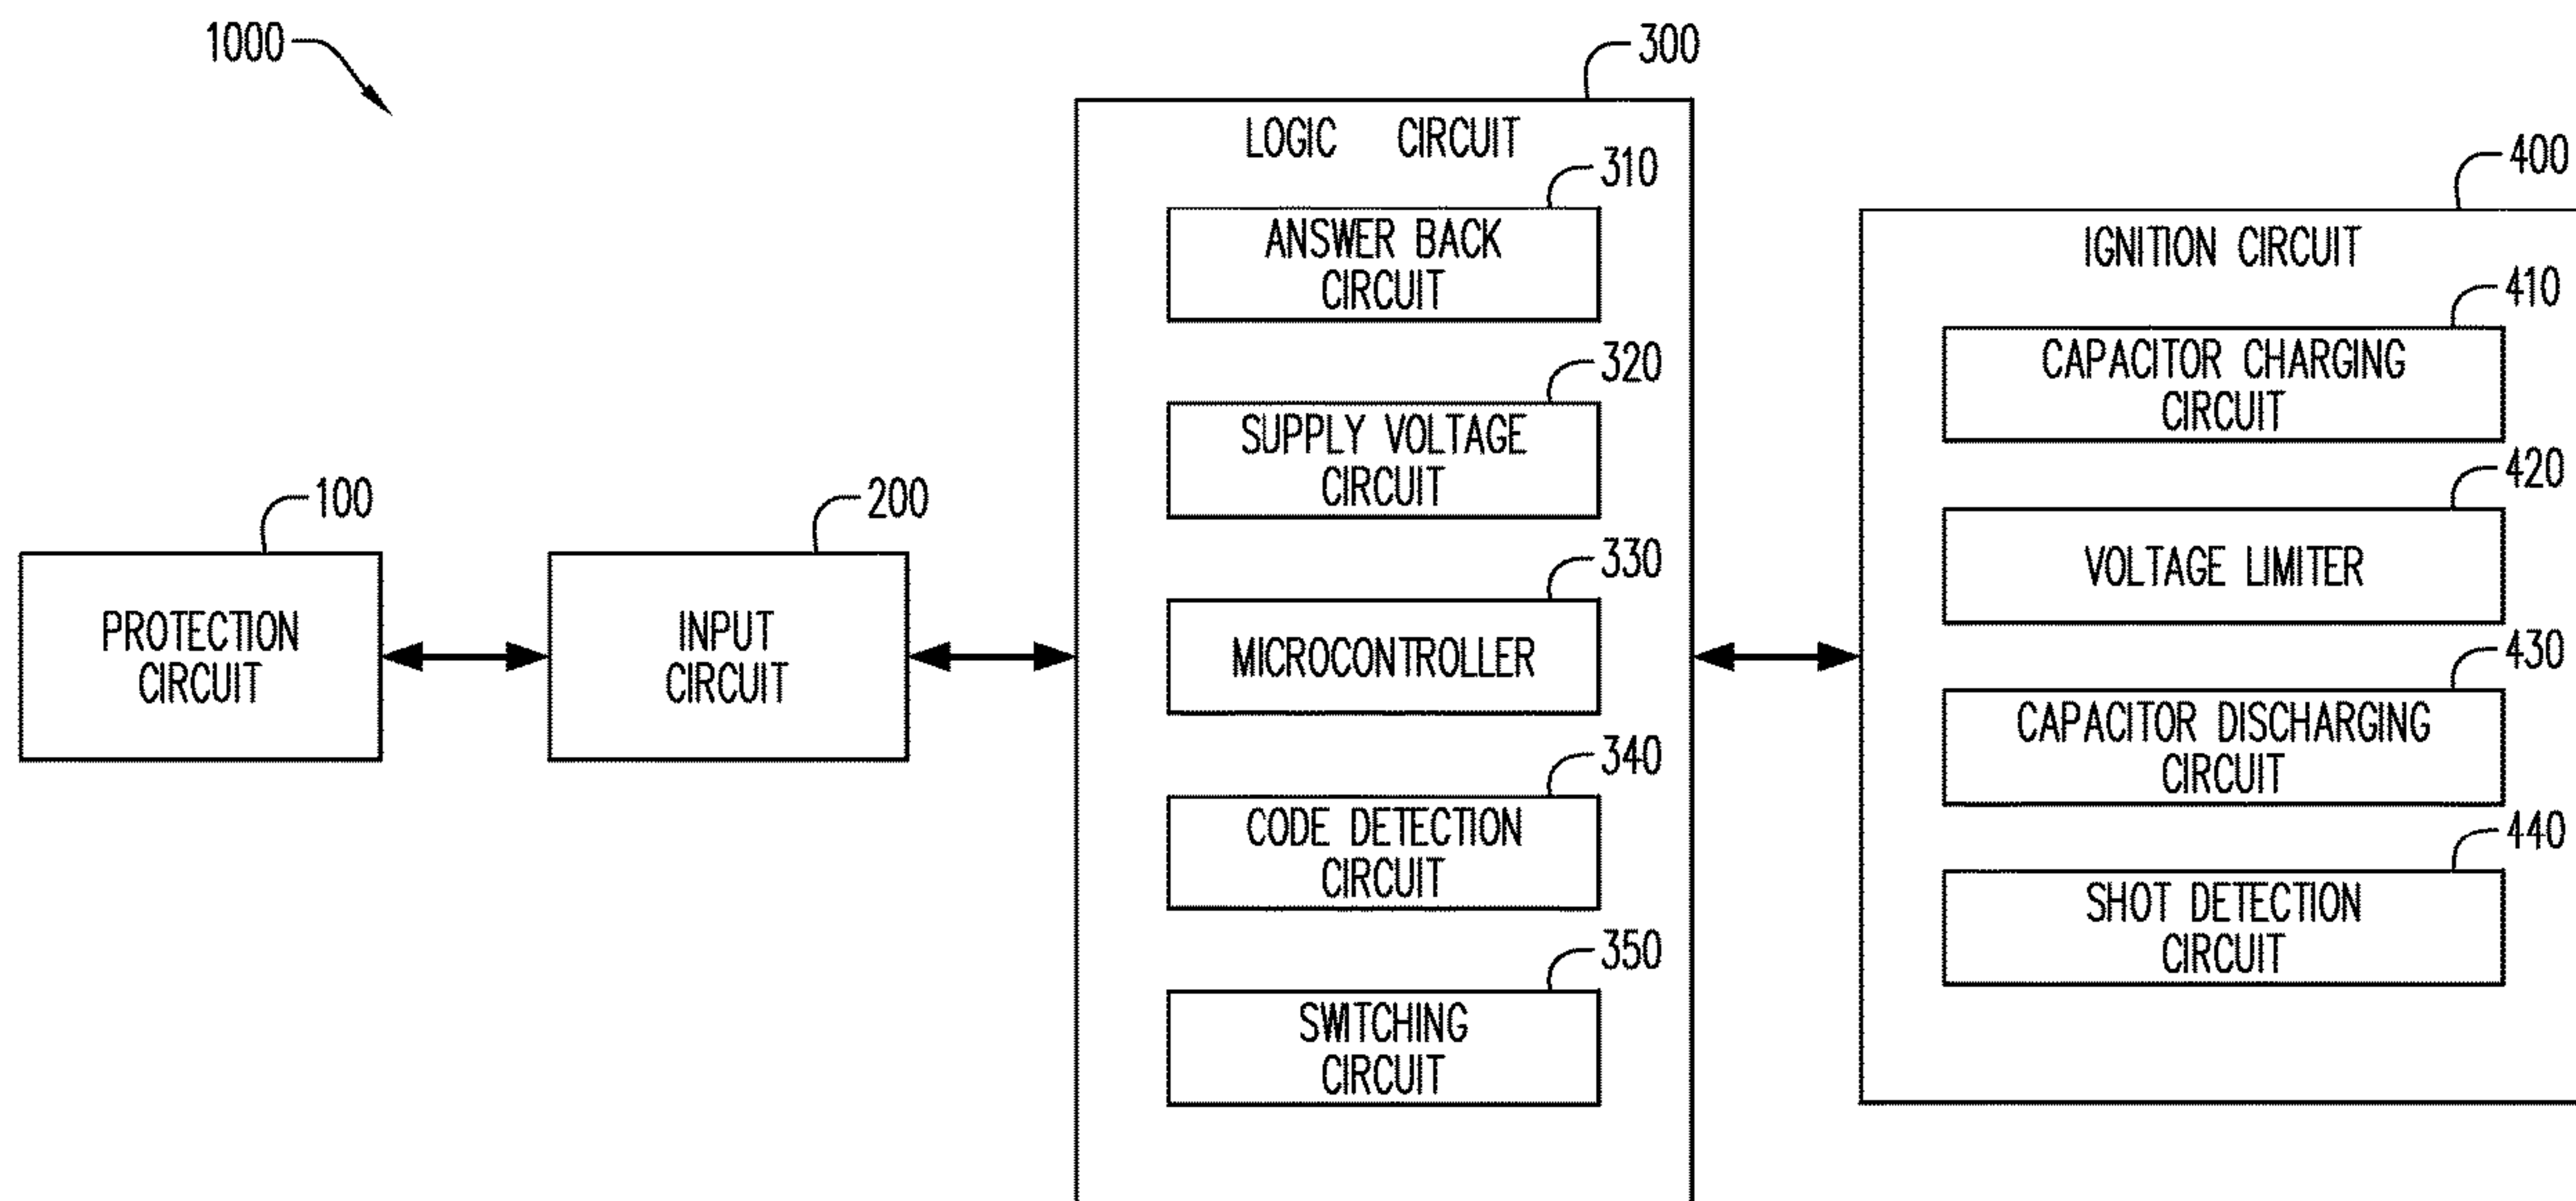 1000
100
PROTECTION
CIRCUIT
200
INPUT
CIRCUIT
300
LOGIC CIRCUIT
310
ANSWER BACK
CIRCUIT
320
SUPPLY VOLTAGE
CIRCUIT
330
MICROCONTROLLER
340
CODE DETECTION
CIRCUIT
350
SWITCHING
CIRCUIT
400
IGNITION CIRCUIT
410
CAPACITOR CHARGING
CIRCUIT
420
VOLTAGE LIMITER
430
CAPACITOR DISCHARGING
CIRCUIT
440
SHOT DETECTION
CIRCUIT